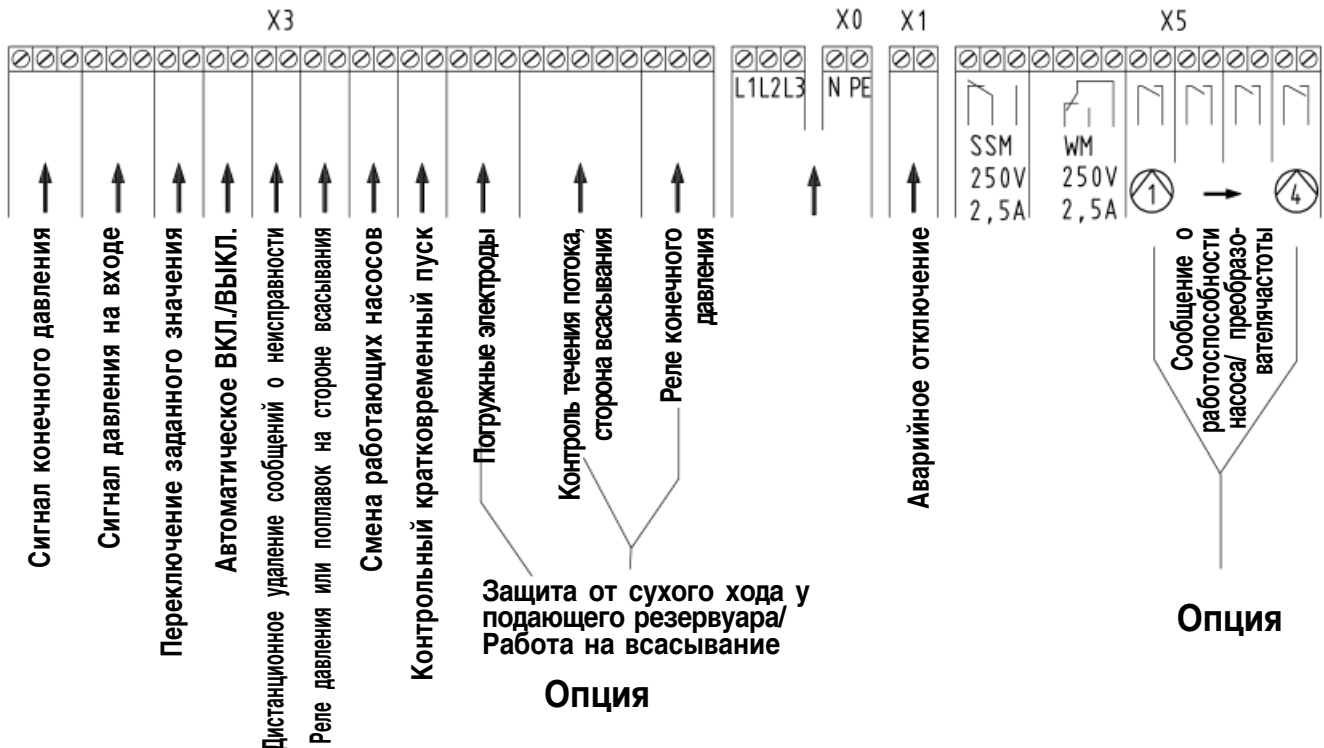 X3
X0
X1
X5
L1L2L3
N PE
SSM
250V
2,5A
WM
250V
2,5A
1
4
Сигнал конечного давления
Сигнал давления на входе
Переключение заданного значения
Автоматическое ВКЛ./ВЫКЛ.
Дистанционное удаление сообщений о неисправности
Реле давления или поплавок на стороне всасывания
Смена работающих насосов
Контрольный кратковременный пуск
Погружные электроды
Контроль течения потока,
сторона всасывания
Реле конечного
давления
Аварийное отключение
Сообщение о
работоспособности
насоса/ преобразо-
вателячастоты
Защита от сухого хода у
подающего резервуара/
Работа на всасывание
Опция
Опция